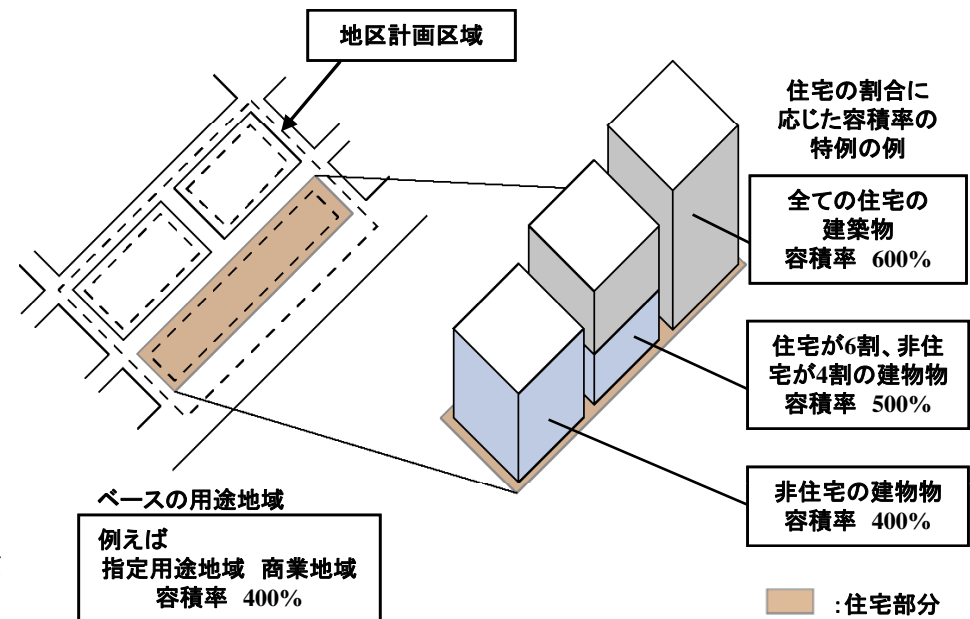 地区計画区域
住宅の割合に
応じた容積率の
特例の例
全ての住宅の
建築物
容積率 600%
住宅が6割、非住
宅が4割の建物物
容積率 500%
非住宅の建物物
容積率 400%
ベースの用途地域
例えば
指定用途地域 商業地域
容積率 400%
:住宅部分